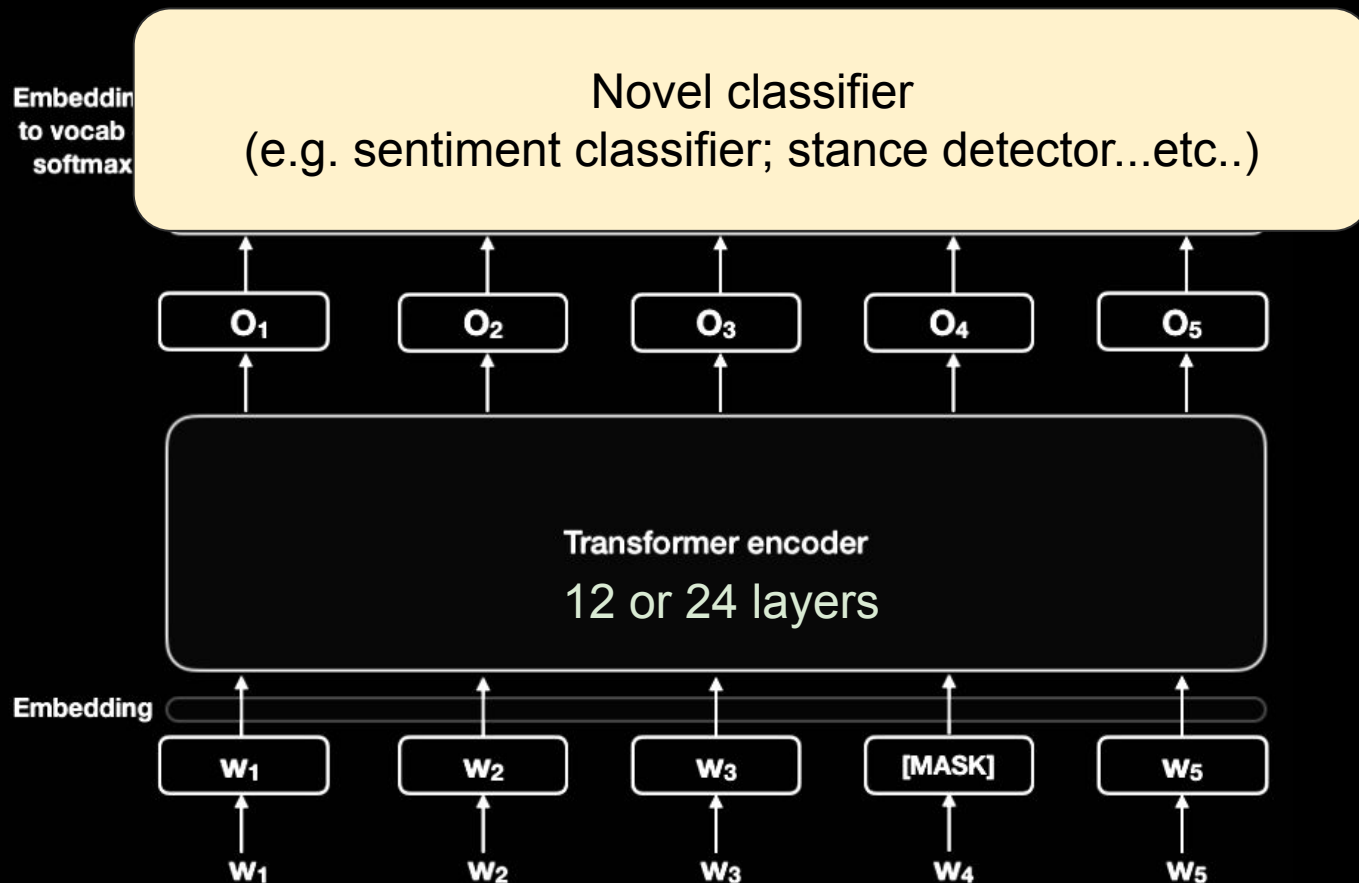 Novel classifier
(e.g. sentiment classifier; stance detector...etc..)
to vocab
softmax
O1 O2 O3 O4 O5
Transformer encoder
12 or 24 layers
Embedding
W1 W2 W3 [MASK] W5
W1 W2 W3 W4 W5